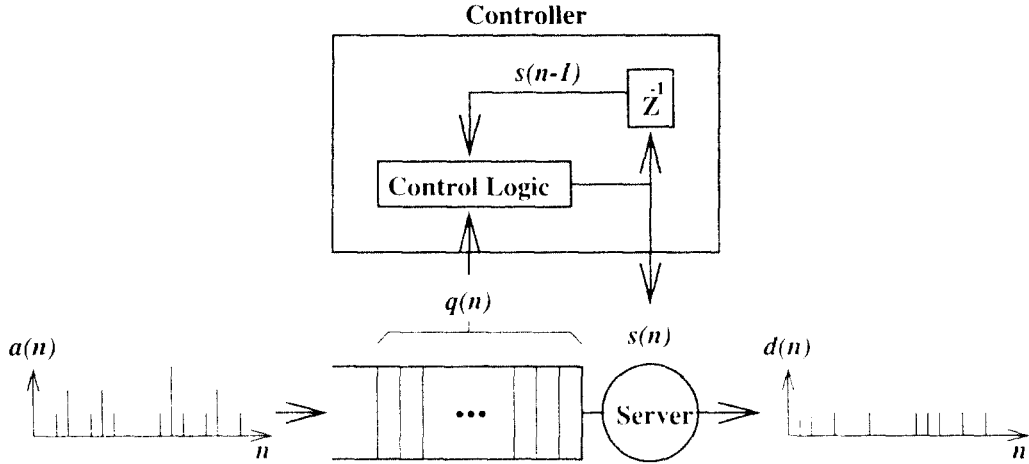 Controller
s(n-1)
Z⁻¹
Control Logic
q(n)
s(n)
a(n)
d(n)
•••
Server
n
n